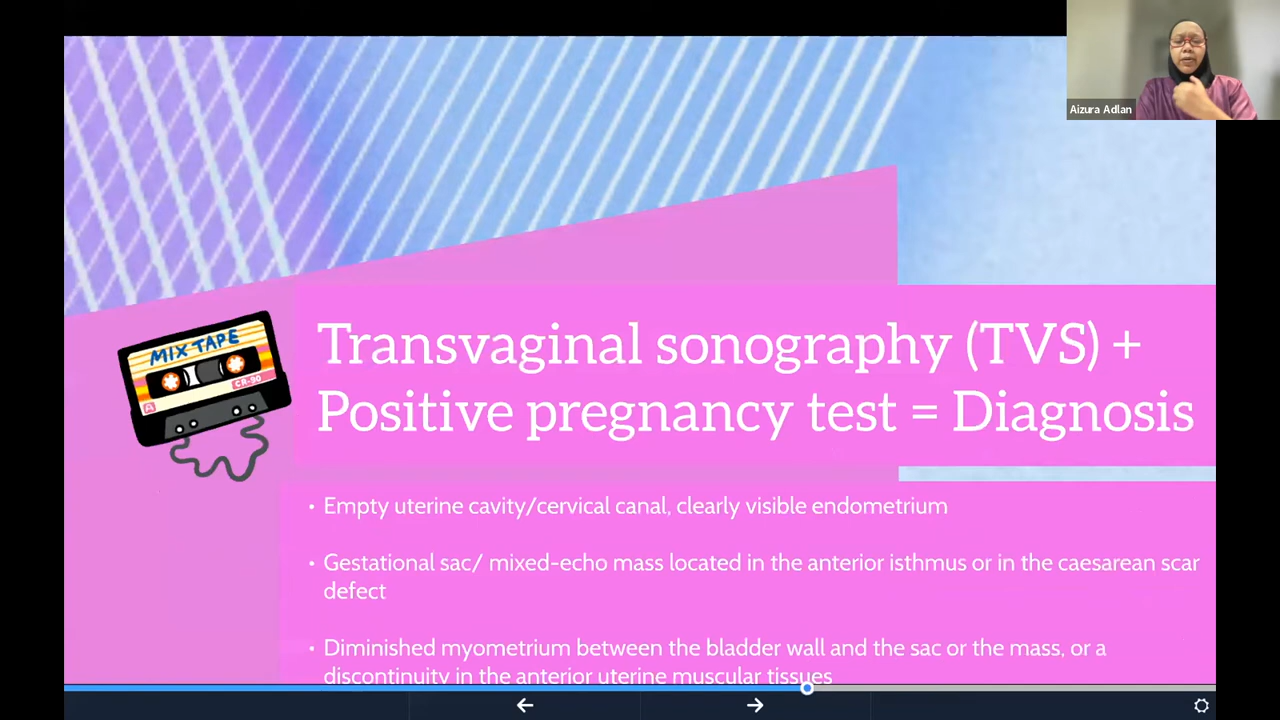 Aizura Adlan
MIX TAPE
CR-90
A
Transvaginal sonography (TVS) +
Positive pregnancy test = Diagnosis
• Empty uterine cavity/cervical canal, clearly visible endometrium
• Gestational sac/ mixed-echo mass located in the anterior isthmus or in the caesarean scar
defect
• Diminished myometrium between the bladder wall and the sac or the mass, or a
discontinuity in the anterior uterine muscular tissues